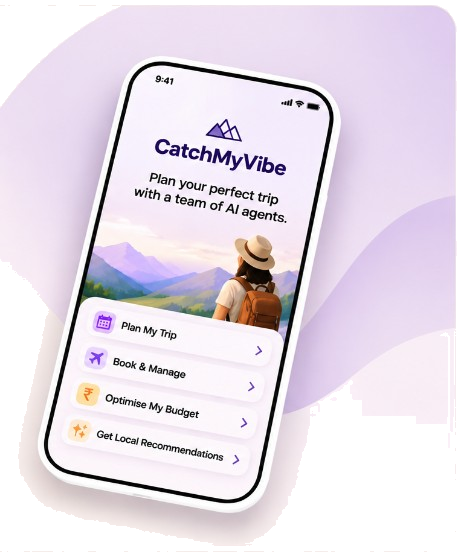 9:41
CatchMyVibe
Plan your perfect trip
with a team of AI agents.
Plan My Trip
Book & Manage
₹
Optimise My Budget
Get Local Recommendations